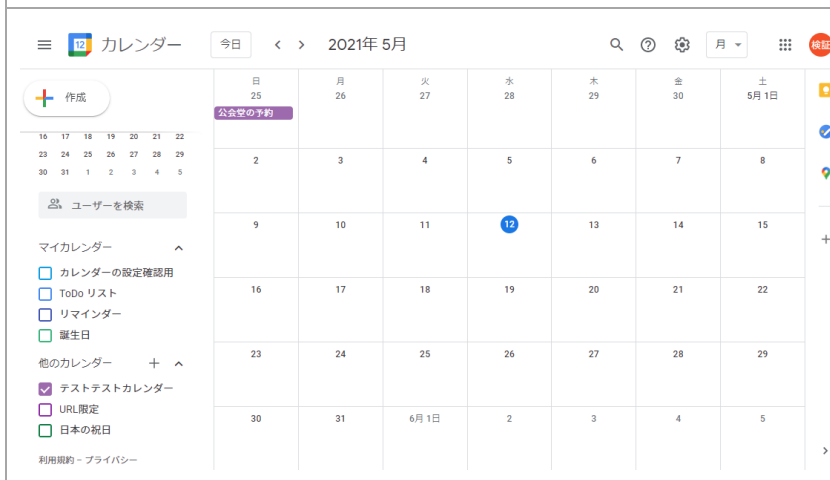 12 カレンダー 今日 2021年 5月 月 検証
作成
16 17 18 19 20 21 22
23 24 25 26 27 28 29
30 31 1 2 3 4 5
ユーザーを検索
マイカレンダー
カレンダーの設定確認用
ToDo リスト
リマインダー
誕生日
他のカレンダー
テストテストカレンダー
URL限定
日本の祝日
利用規約 – プライバシー
日 月 火 水 木 金 土
25 26 27 28 29 30 5月 1日
公会堂の予約
2 3 4 5 6 7 8
9 10 11 12 13 14 15
16 17 18 19 20 21 22
23 24 25 26 27 28 29
30 31 6月 1日 2 3 4 5